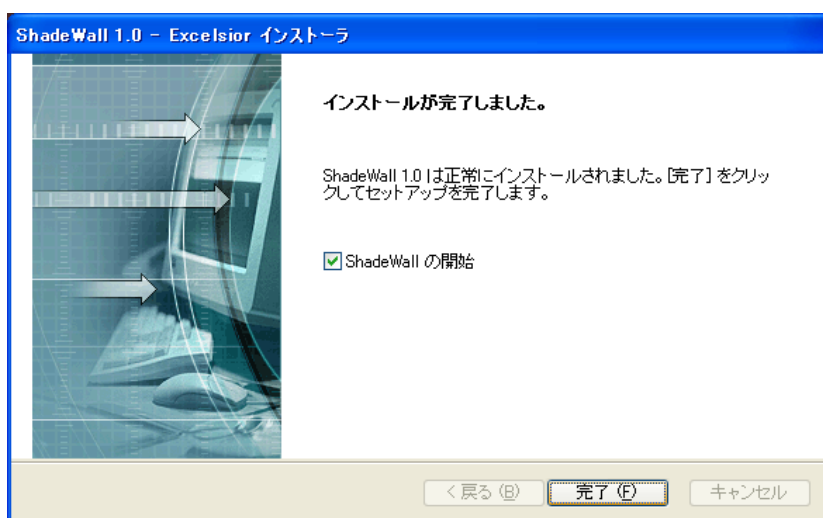 ShadeWall 1.0 - Excelsior インストーラ
インストールが完了しました。
ShadeWall 1.0 は正常にインストールされました。[完了] をクリッ
クしてセットアップを完了します。
ShadeWall の開始
< 戻る (B)
完了 (F)
キャンセル